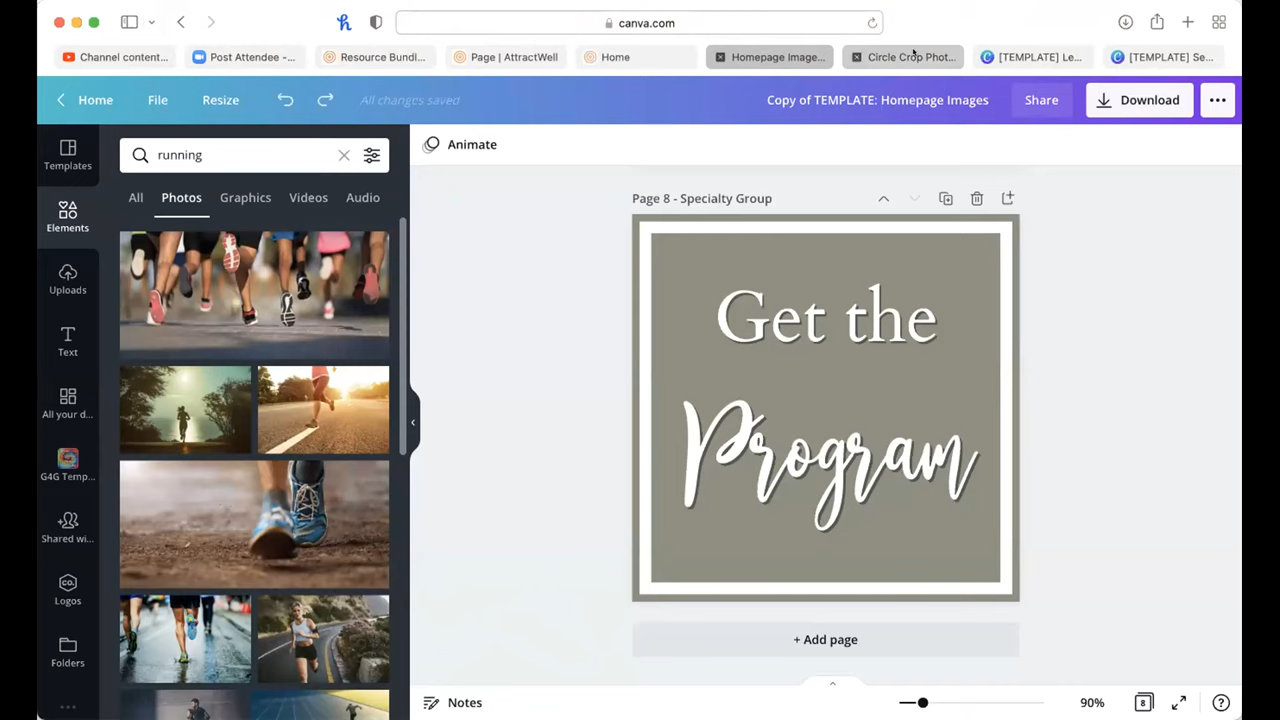 canva.com
Channel content...
Post Attendee -...
Resource Bundl...
Page | AttractWell
Home
Homepage Image...
Circle Crop Phot...
[TEMPLATE] Le...
[TEMPLATE] Se...
Home
File
Resize
All changes saved
Copy of TEMPLATE: Homepage Images
Share
Download
Templates
Elements
Uploads
Text
All your d...
G4G Temp...
Shared wi...
CO.
Logos
Folders
running
All
Photos
Graphics
Videos
Audio
Animate
Page 8 - Specialty Group
Get the
Program
+ Add page
Notes
90%
8
?